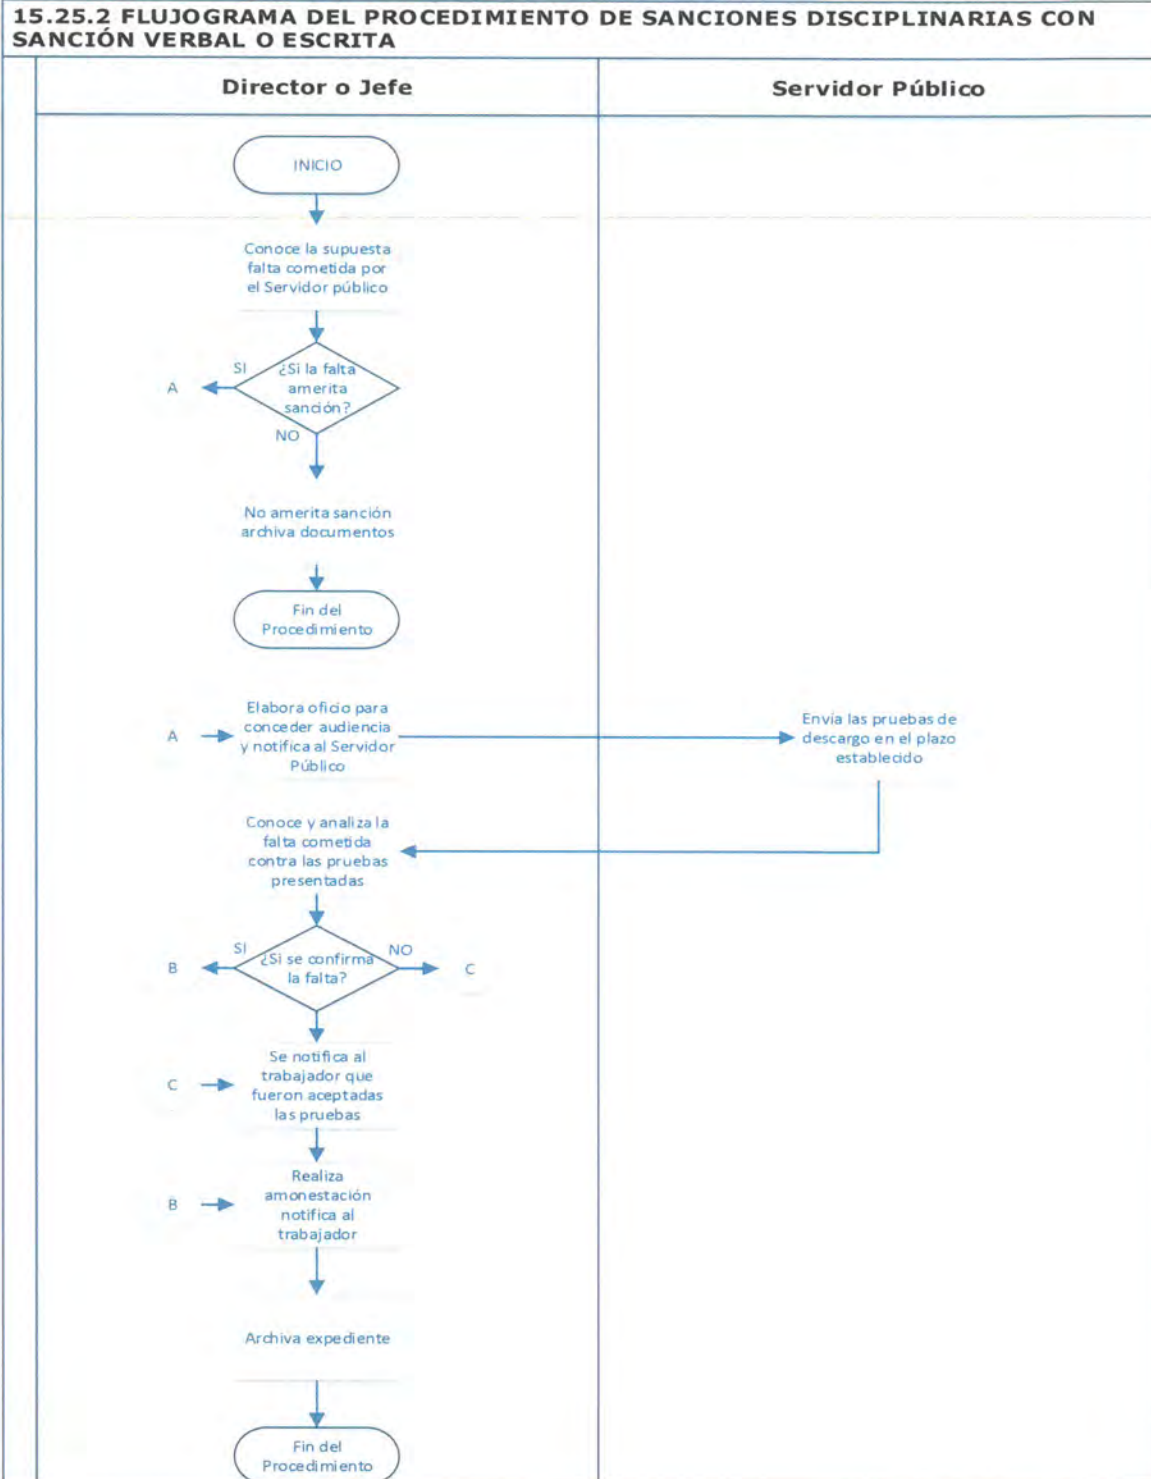 15.25.2 FLUJOGRAMA DEL PROCEDIMIENTO DE SANCIONES DISCIPLINARIAS CON
SANCIÓN VERBAL O ESCRITA
Director o Jefe
Servidor Público
INICIO
Conoce la supuesta
falta cometida por
el Servidor público
SI
¿Si la falta
amerita
sanción?
A
NO
No amerita sanción
archiva documentos
Fin del
Procedimiento
A
Elabora oficio para
conceder audiencia
y notifica al Servidor
Público
Envía las pruebas de
descargo en el plazo
establecido
Conoce y analiza la
falta cometida
contra las pruebas
presentadas
SI
NO
B
¿Si se confirma
la falta?
C
C
Se notifica al
trabajador que
fueron aceptadas
las pruebas
B
Realiza
amonestación
notifica al
trabajador
Archiva expediente
Fin del
Procedimiento